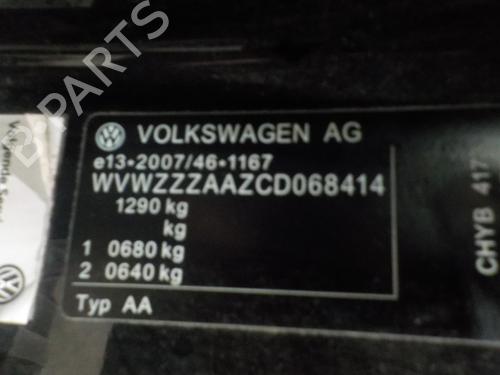 VOLKSWAGEN AG
e13*2007/46*1167
WVWZZZAAZCD068414
1290 kg
kg
1 0680 kg
2 0640 kg
Typ AA
CHYB 417